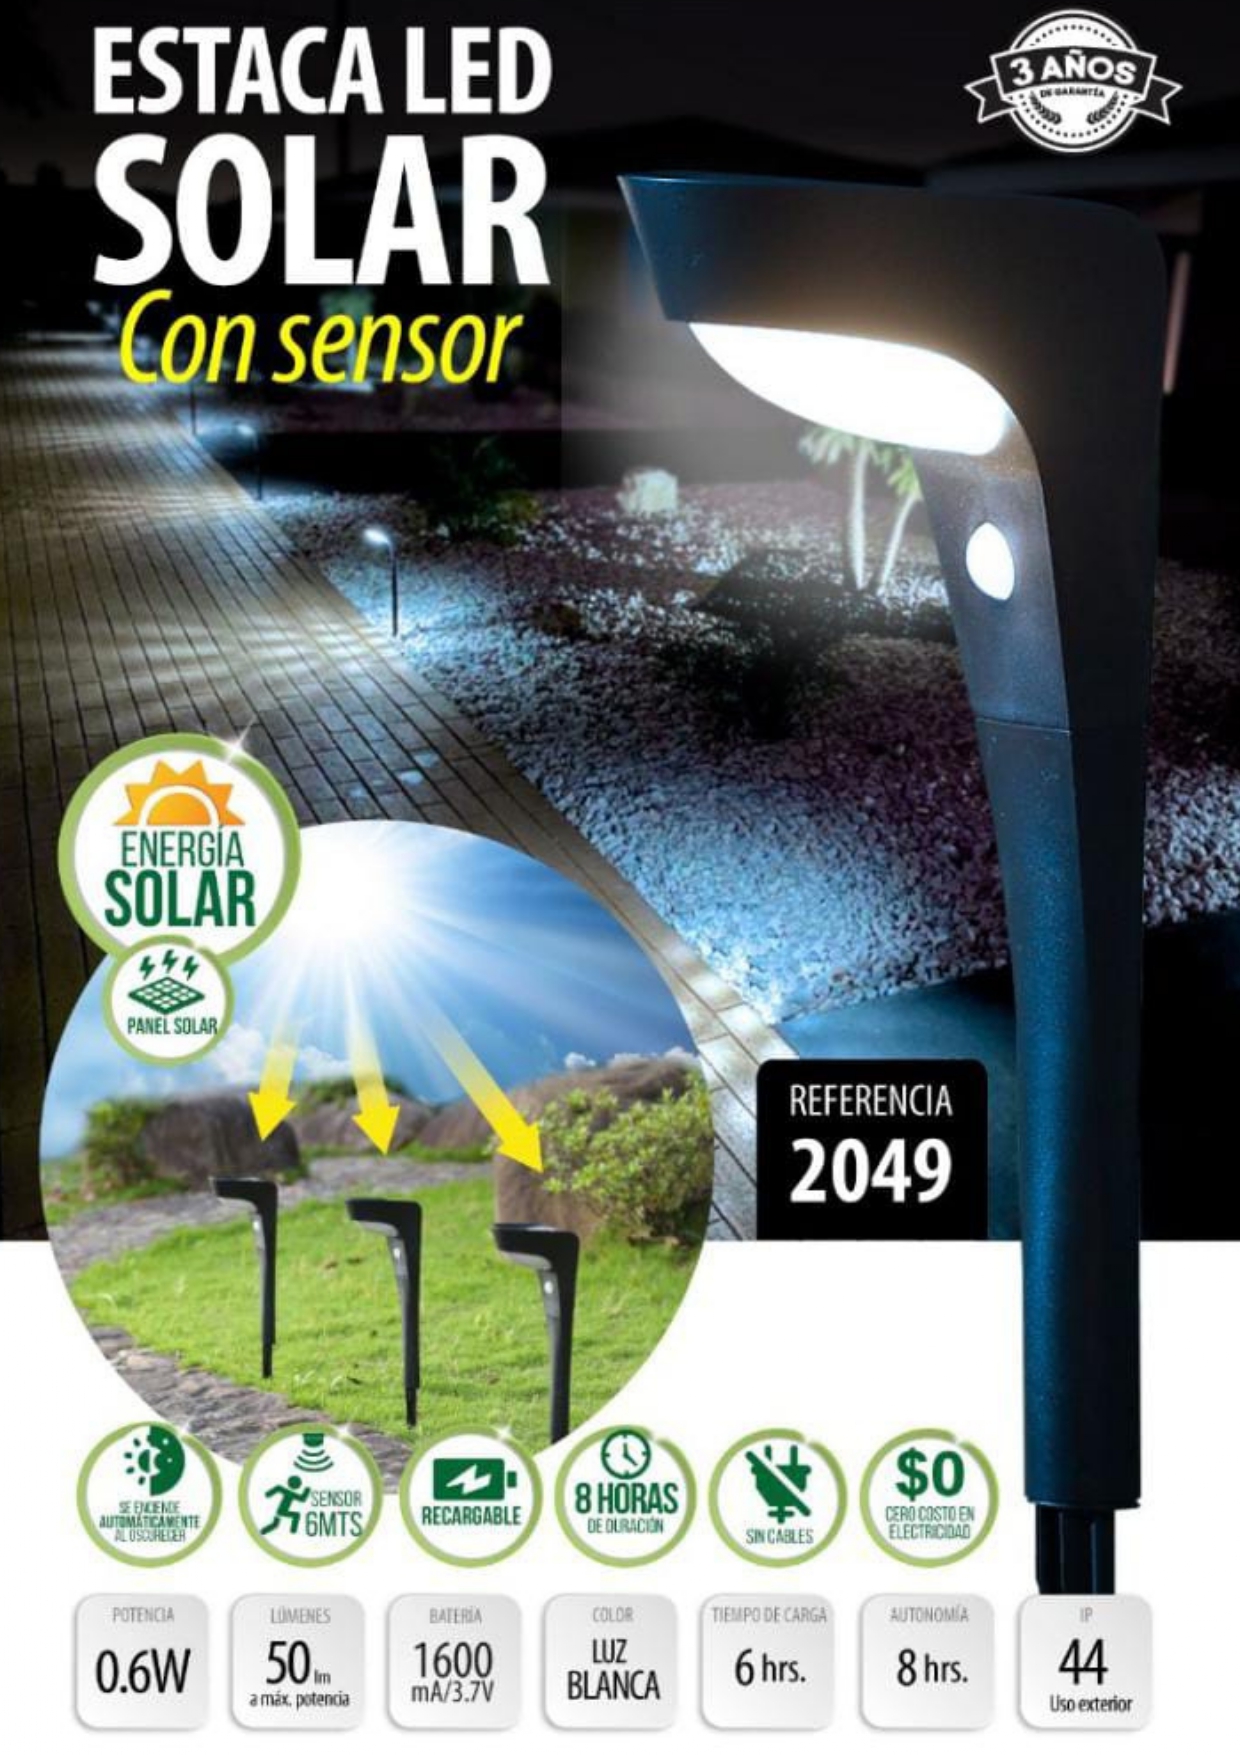 ESTACA LED
SOLAR
Con sensor
3 AÑOS
DE GARANTÍA
ENERGÍA
SOLAR
PANEL SOLAR
REFERENCIA
2049
SE ENCIENDE
AUTOMÁTICAMENTE
AL OSCURECER
SENSOR
6MTS
RECARGABLE
8 HORAS
DE DURACIÓN
SIN CABLES
$0
CERO COSTO EN
ELECTRICIDAD
POTENCIA
0.6W
LÚMENES
50 lm
a máx. potencia
BATERÍA
1600
mA/3.7V
COLOR
LUZ
BLANCA
TIEMPO DE CARGA
6 hrs.
AUTONOMÍA
8 hrs.
IP
44
Uso exterior